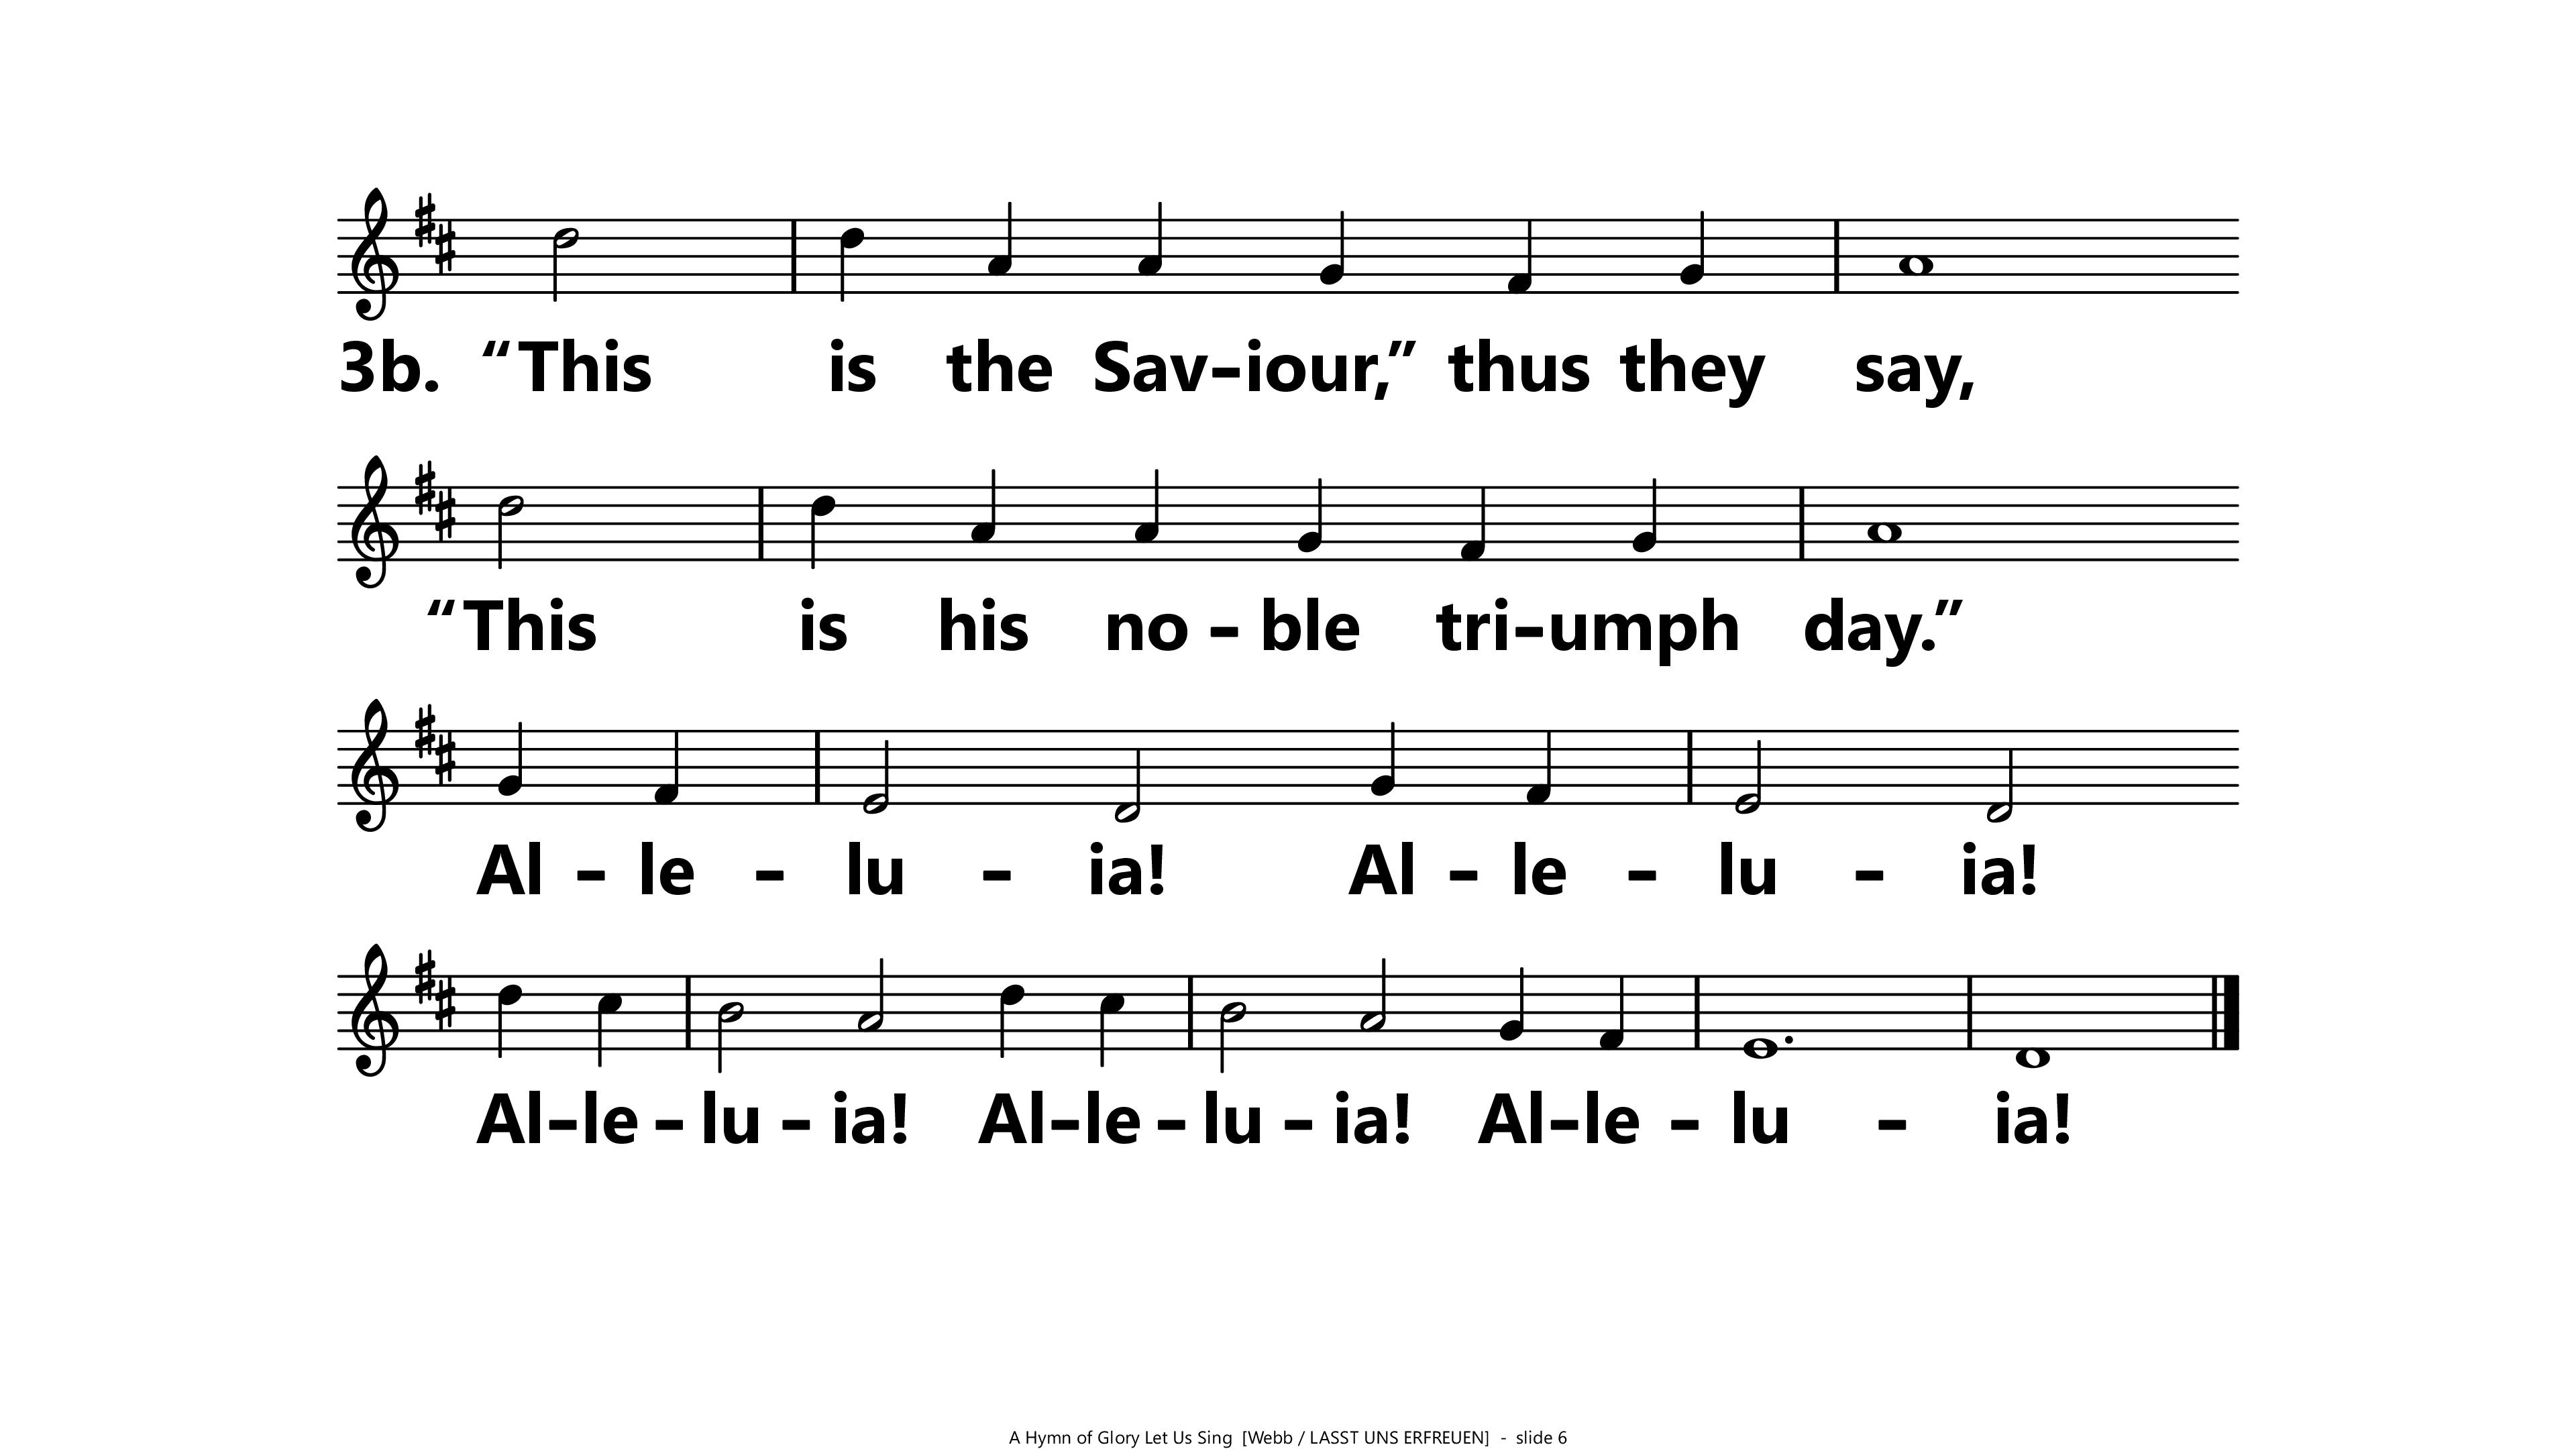 3b. “This is the Sav-iour,” thus they say,
“This is his no - ble tri-umph day.”
Al - le - lu - ia! Al - le - lu - ia!
Al-le - lu - ia! Al-le - lu - ia! Al-le - lu - ia!
A Hymn of Glory Let Us Sing [Webb / LASST UNS ERFREUEN] - slide 6